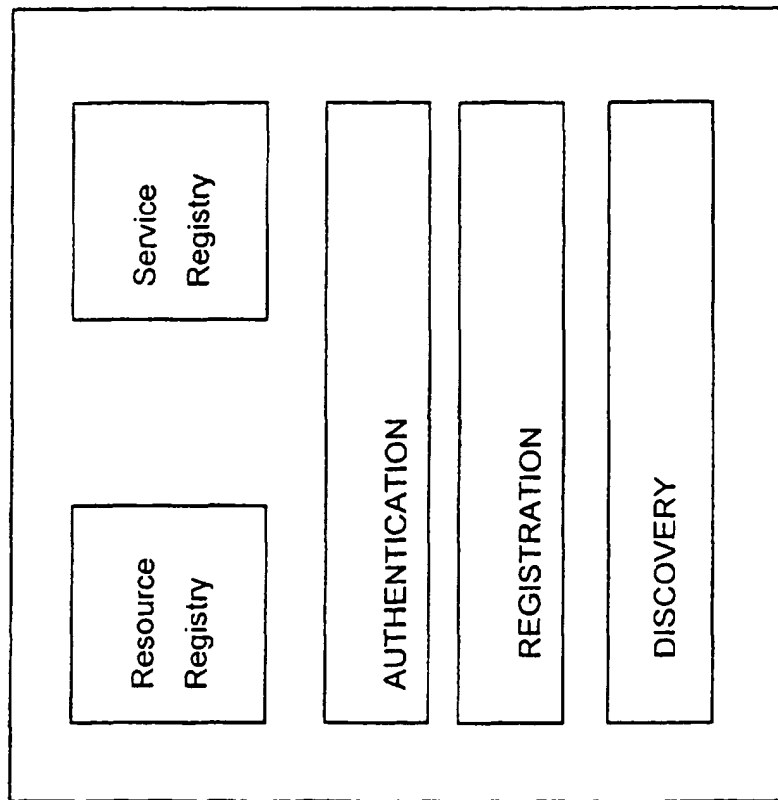 Resource
Registry
Service
Registry
AUTHENTICATION
REGISTRATION
DISCOVERY